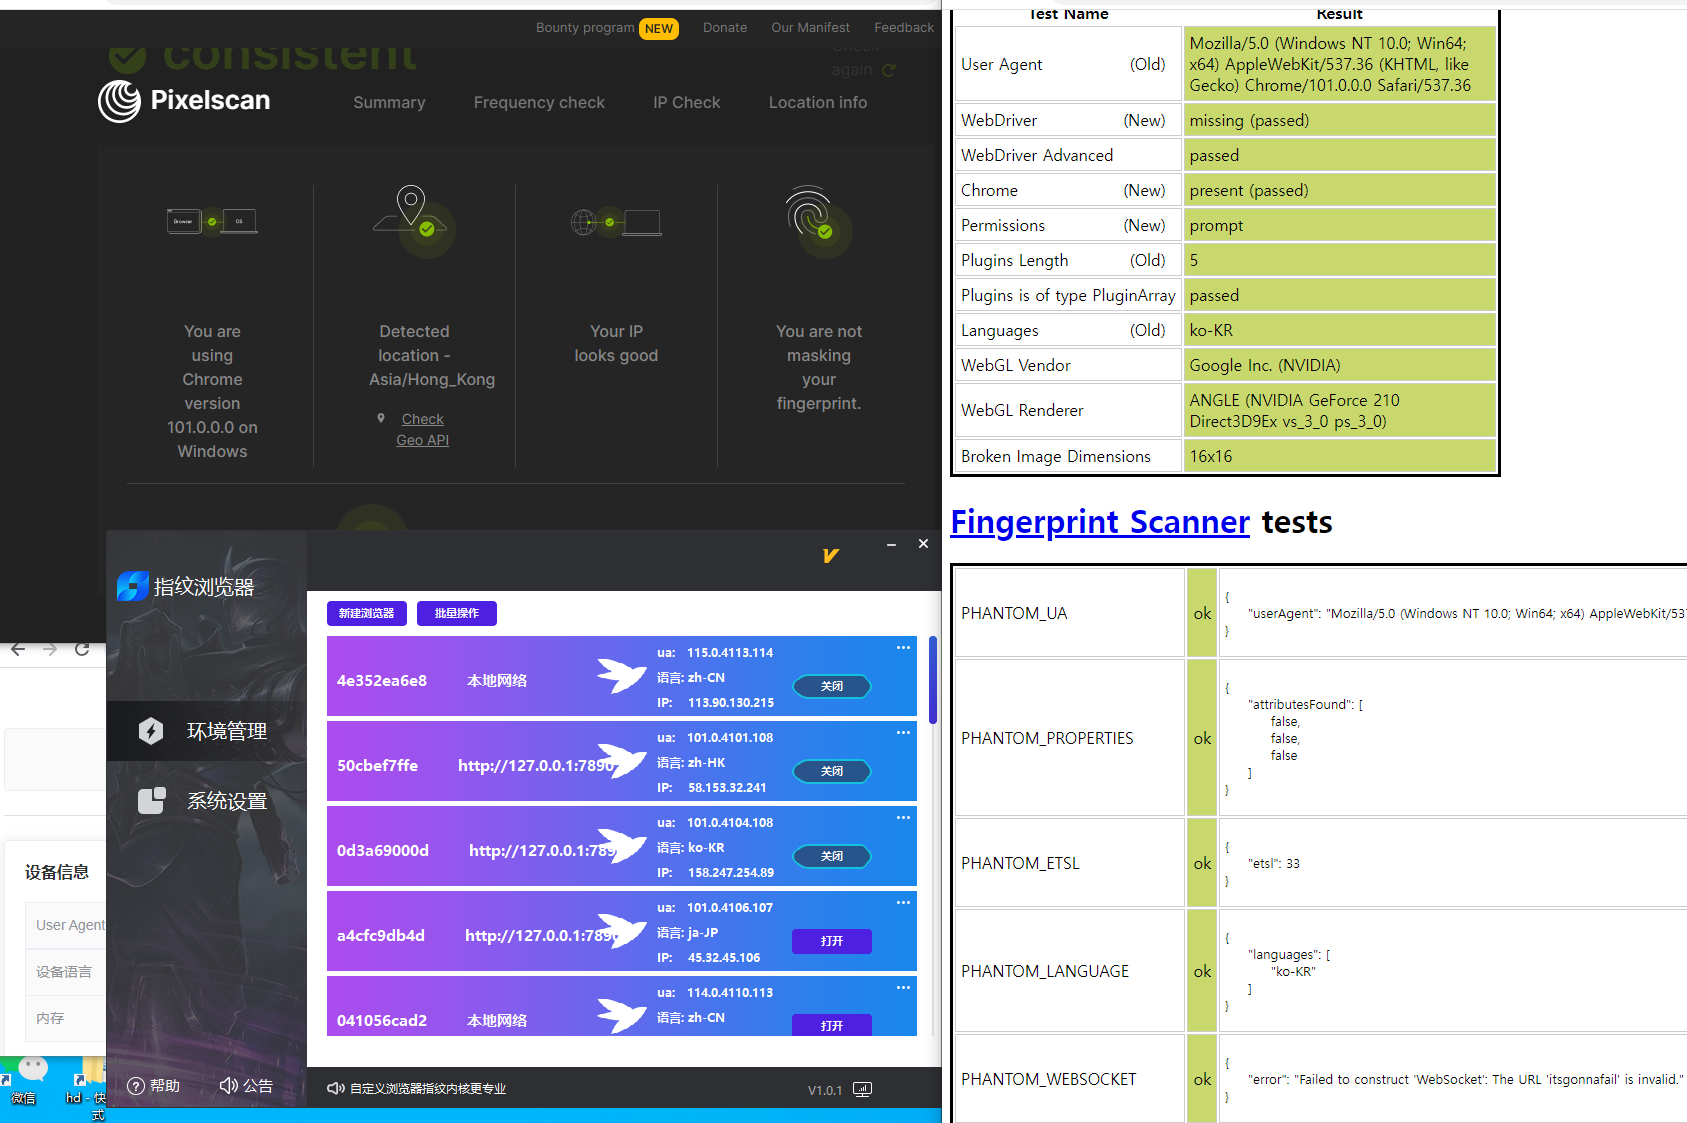 Bounty program NEW Donate Our Manifest Feedback
consistent
Check
again
Pixelscan Summary Frequency check IP Check Location info
Browser OS
You are
using
Chrome
version
101.0.0.0 on
Windows
Detected
location -
Asia/Hong_Kong
Check
Geo API
Your IP
looks good
You are not
masking
your
fingerprint.
指纹浏览器
环境管理
系统设置
帮助 公告
新建浏览器 批量操作
4e352ea6e8 本地网络
ua: 115.0.4113.114
语言: zh-CN
IP: 113.90.130.215
关闭
50cbef7ffe http://127.0.0.1:7890
ua: 101.0.4101.108
语言: zh-HK
IP: 58.153.32.241
关闭
0d3a69000d http://127.0.0.1:789
ua: 101.0.4104.108
语言: ko-KR
IP: 158.247.254.89
关闭
a4cfc9db4d http://127.0.0.1:789
ua: 101.0.4106.107
语言: ja-JP
IP: 45.32.45.106
打开
041056cad2 本地网络
ua: 114.0.4110.113
语言: zh-CN
打开
自定义浏览器指纹内核更专业 V1.0.1
设备信息
User Agent
设备语言
内存
微信
hd - 快
式
Test Name Result
User Agent (Old) Mozilla/5.0 (Windows NT 10.0; Win64;
x64) AppleWebKit/537.36 (KHTML, like
Gecko) Chrome/101.0.0.0 Safari/537.36
WebDriver (New) missing (passed)
WebDriver Advanced passed
Chrome (New) present (passed)
Permissions (New) prompt
Plugins Length (Old) 5
Plugins is of type PluginArray passed
Languages (Old) ko-KR
WebGL Vendor Google Inc. (NVIDIA)
WebGL Renderer ANGLE (NVIDIA GeForce 210
Direct3D9Ex vs_3_0 ps_3_0)
Broken Image Dimensions 16x16
Fingerprint Scanner tests
PHANTOM_UA ok {
"userAgent": "Mozilla/5.0 (Windows NT 10.0; Win64; x64) AppleWebKit/537
}
PHANTOM_PROPERTIES ok {
"attributesFound": [
false,
false,
false
]
}
PHANTOM_ETSL ok {
"etsl": 33
}
PHANTOM_LANGUAGE ok {
"languages": [
"ko-KR"
]
}
PHANTOM_WEBSOCKET ok {
"error": "Failed to construct 'WebSocket': The URL 'itsgonnafail' is invalid."
}